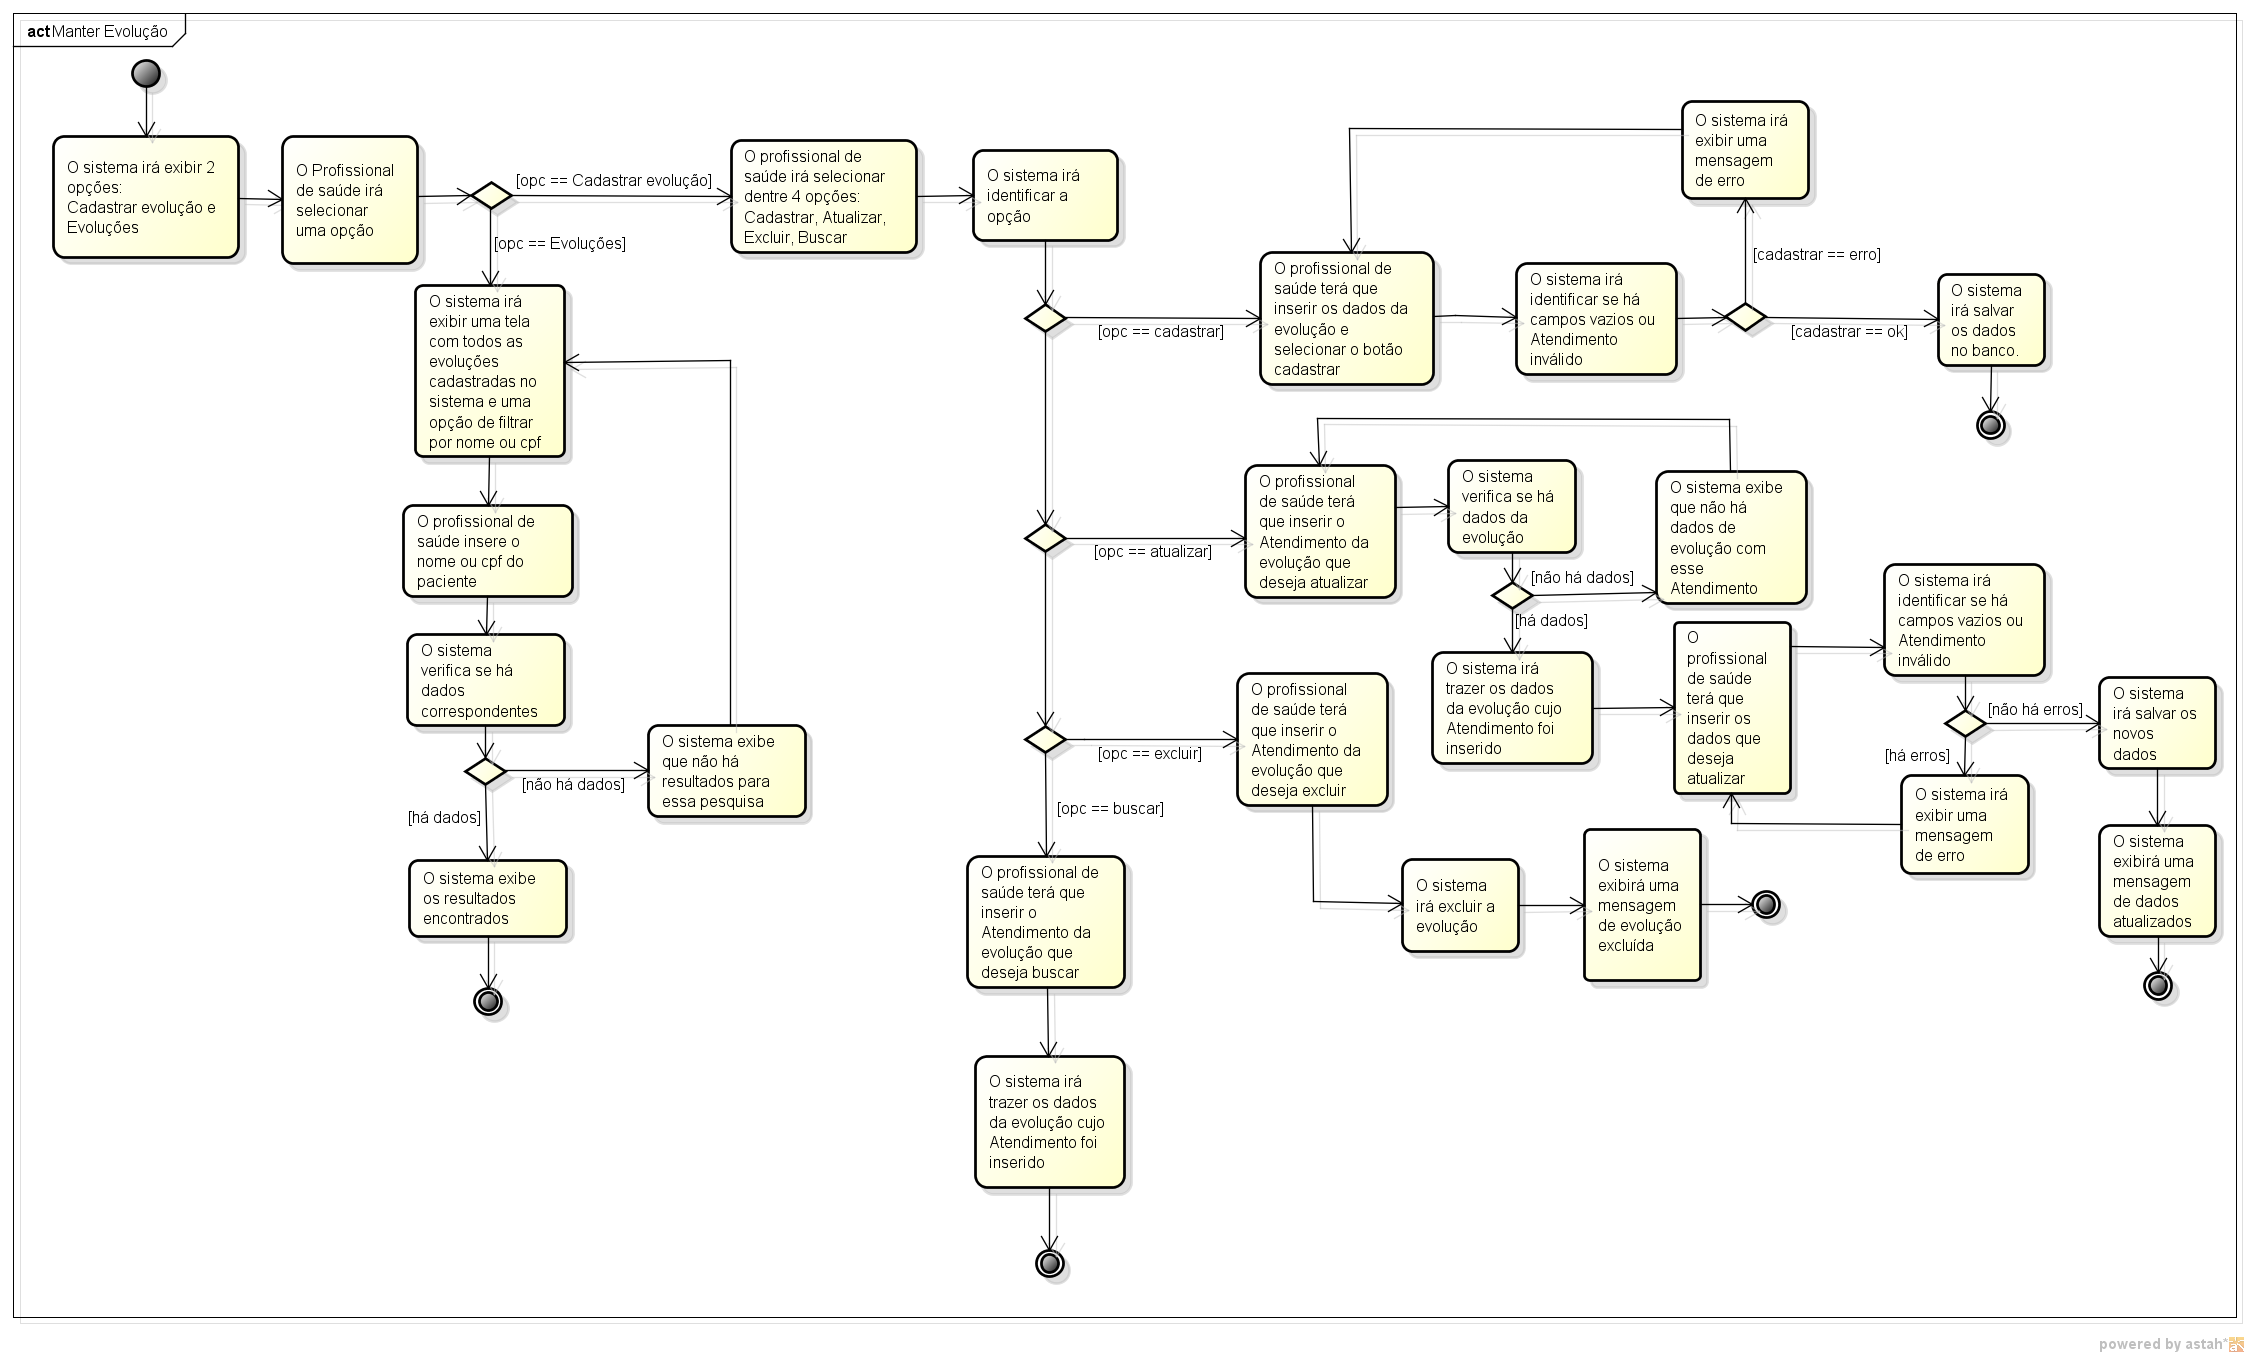 act Manter Evolução
O sistema irá exibir 2
opções:
Cadastrar evolução e
Evoluções
O Profissional
de saúde irá
selecionar
uma opção
[opc == Cadastrar evolução]
[opc == Evoluções]
O profissional de
saúde irá selecionar
dentre 4 opções:
Cadastrar, Atualizar,
Excluir, Buscar
O sistema irá
identificar a
opção
O sistema irá
exibir uma tela
com todos as
evoluções
cadastradas no
sistema e uma
opção de filtrar
por nome ou cpf
O profissional de
saúde insere o
nome ou cpf do
paciente
O sistema
verifica se há
dados
correspondentes
[não há dados]
O sistema exibe
que não há
resultados para
essa pesquisa
[há dados]
O sistema exibe
os resultados
encontrados
[opc == cadastrar]
O profissional de
saúde terá que
inserir os dados da
evolução e
selecionar o botão
cadastrar
O sistema irá
identificar se há
campos vazios ou
Atendimento
inválido
[cadastrar == erro]
O sistema irá
exibir uma
mensagem
de erro
[cadastrar == ok]
O sistema
irá salvar
os dados
no banco.
[opc == atualizar]
O profissional
de saúde terá
que inserir o
Atendimento da
evolução que
deseja atualizar
O sistema
verifica se há
dados da
evolução
[não há dados]
O sistema exibe
que não há
dados de
evolução com
esse
Atendimento
[há dados]
O sistema irá
trazer os dados
da evolução cujo
Atendimento foi
inserido
O
profissional
de saúde
terá que
inserir os
dados que
deseja
atualizar
O sistema irá
identificar se há
campos vazios ou
Atendimento
inválido
[não há erros]
[há erros]
O sistema irá
exibir uma
mensagem
de erro
O sistema
irá salvar os
novos
dados
O sistema
exibirá uma
mensagem
de dados
atualizados
[opc == excluir]
O profissional
de saúde terá
que inserir o
Atendimento da
evolução que
deseja excluir
O sistema
irá excluir a
evolução
O sistema
exibirá uma
mensagem
de evolução
excluída
[opc == buscar]
O profissional de
saúde terá que
inserir o
Atendimento da
evolução que
deseja buscar
O sistema irá
trazer os dados
da evolução cujo
Atendimento foi
inserido
powered by astah*